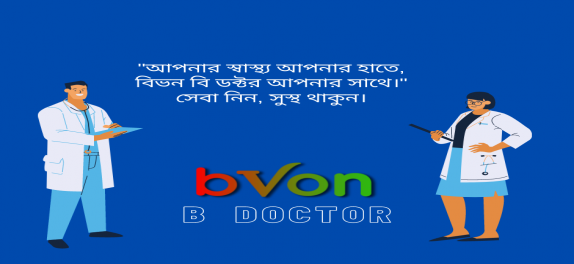 "আপনার স্বাস্থ্য আপনার হাতে,
বিভন বি ডক্টর আপনার সাথে।"
সেবা নিন, সুস্থ থাকুন।
bVon
B DOCTOR